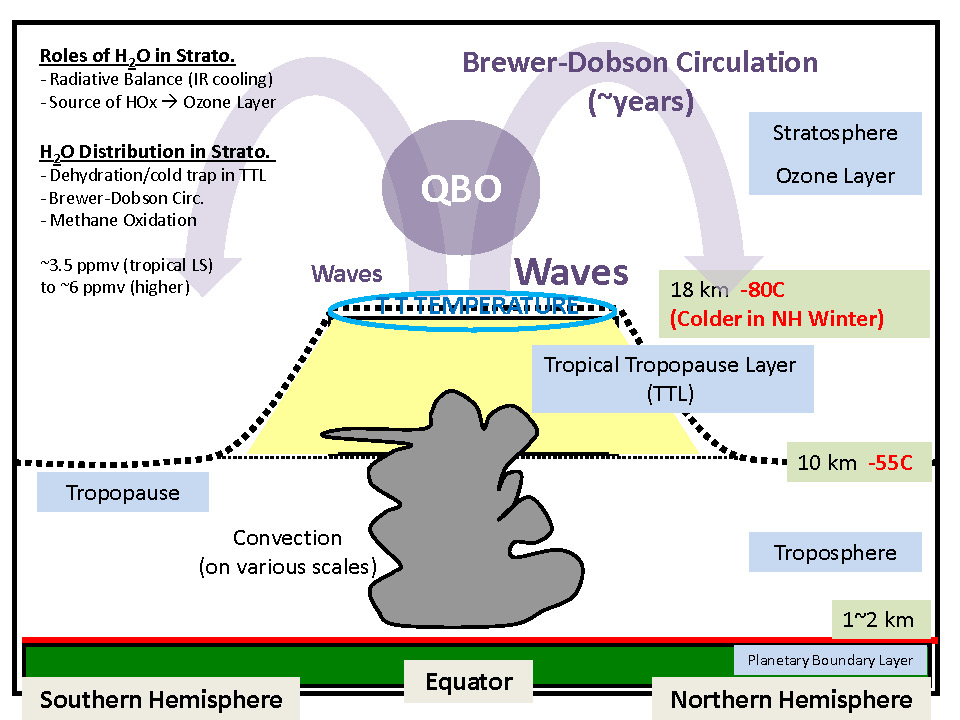 Roles of H2O in Strato.
- Radiative Balance (IR cooling)
- Source of HOx → Ozone Layer
H2O Distribution in Strato.
- Dehydration/cold trap in TTL
- Brewer-Dobson Circ.
- Methane Oxidation
~3.5 ppmv (tropical LS)
to ~6 ppmv (higher)
Brewer-Dobson Circulation
(~years)
Stratosphere
Ozone Layer
QBO
Waves
Waves
T T TEMPERATURE
18 km -80C
(Colder in NH Winter)
Tropical Tropopause Layer
(TTL)
10 km -55C
Tropopause
Convection
(on various scales)
Troposphere
1~2 km
Planetary Boundary Layer
Southern Hemisphere
Equator
Northern Hemisphere